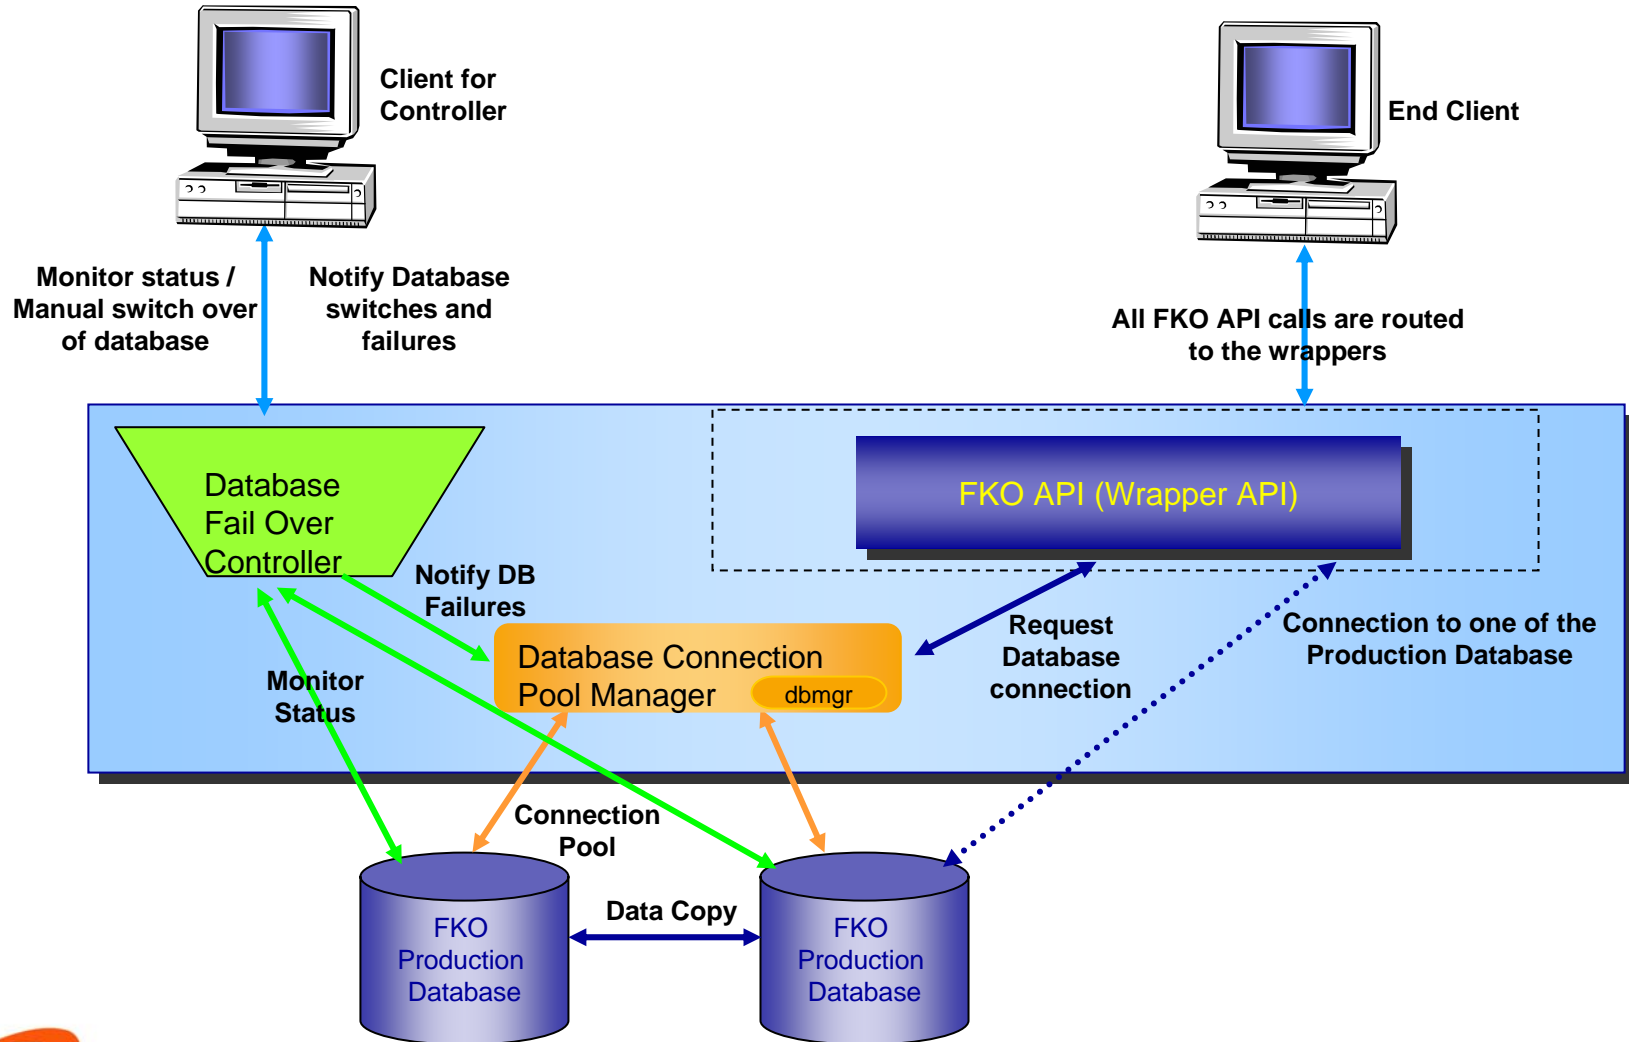 Client for
Controller
End Client
Monitor status /
Manual switch over
of database
Notify Database
switches and
failures
All FKO API calls are routed
to the wrappers
Database
Fail Over
Controller
FKO API (Wrapper API)
Notify DB
Failures
Database Connection
Pool Manager
dbmgr
Request
Database
connection
Connection to one of the
Production Database
Monitor
Status
Connection
Pool
Data Copy
FKO
Production
Database
FKO
Production
Database